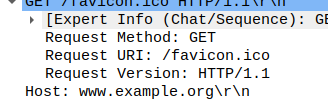 GET /favicon.ico HTTP/1.1\r\n
[Expert Info (Chat/Sequence): GE
Request Method: GET
Request URI: /favicon.ico
Request Version: HTTP/1.1
Host: www.example.org\r\n